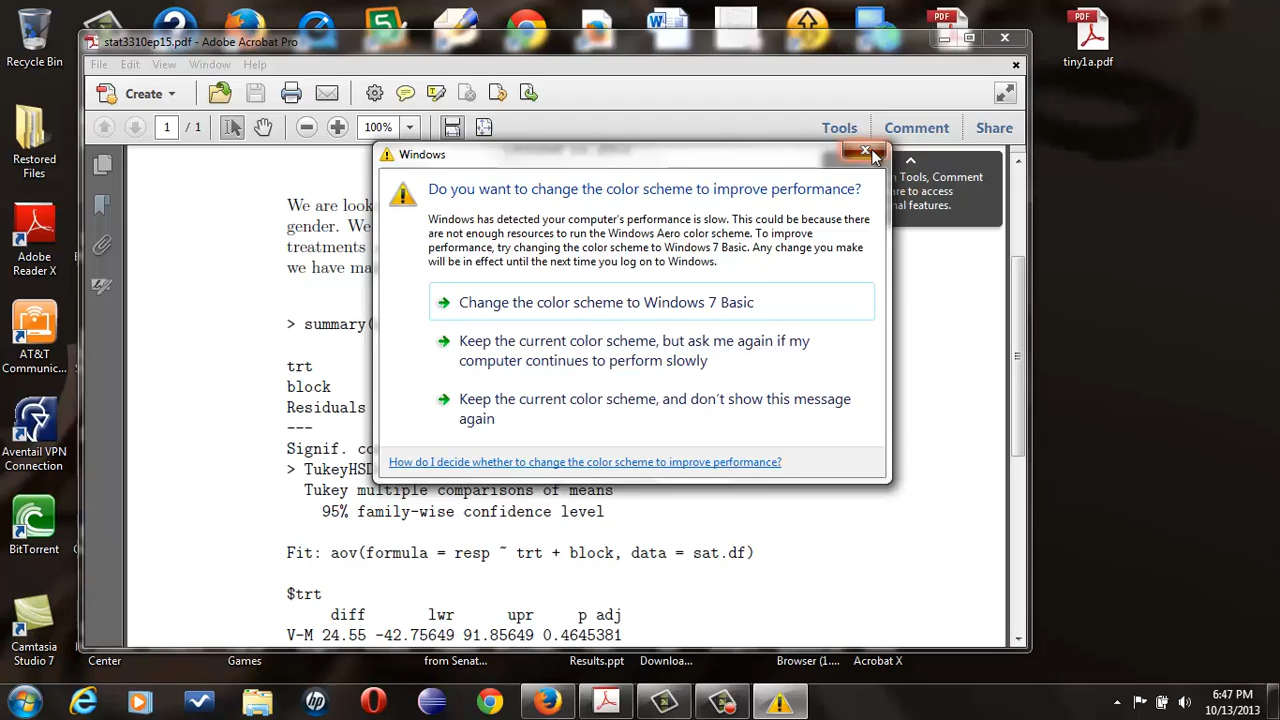 stat3310ep15.pdf - Adobe Acrobat Pro
File Edit View Window Help
Create
1 / 1 100% Tools Comment Share
Windows
Do you want to change the color scheme to improve performance?
Windows has detected your computer's performance is slow. This could be because there
are not enough resources to run the Windows Aero color scheme. To improve
performance, try changing the color scheme to Windows 7 Basic. Any change you make
will be in effect until the next time you log on to Windows.
Change the color scheme to Windows 7 Basic
Keep the current color scheme, but ask me again if my
computer continues to perform slowly
Keep the current color scheme, and don't show this message
again
How do I decide whether to change the color scheme to improve performance?
Tools, Comment
to access
features.
We are
gender. We
treatments
we have
> summary(
trt
block
Residuals
---
Signif.
> TukeyHSD
Tukey multiple comparisons of means
95% family-wise confidence level
Fit: aov(formula = resp ~ trt + block, data = sat.df)
$trt
diff lwr upr p adj
V-M 24.55 -42.75649 91.85649 0.4645381
Recycle Bin
Restored
Files
Adobe
Reader X
AT&T
Communic...
Aventail VPN
Connection
BitTorrent
Camtasia
Studio 7
PDF
PDF
tiny1a.pdf
Center Games from Senat... Results.ppt Downloa... Browser (1.... Acrobat X
6:47 PM
10/13/2013